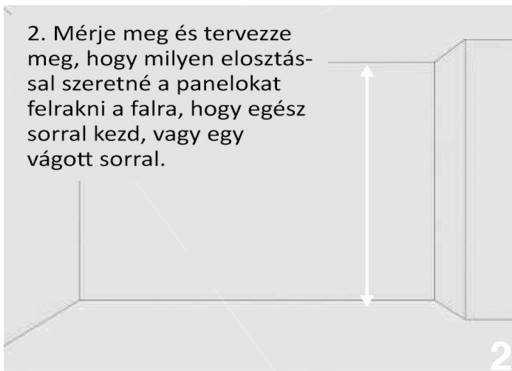 2. Mérje meg és tervezze
meg, hogy milyen elosztás-
sal szeretné a panelokat
felrakni a falra, hogy egész
sorral kezd, vagy egy
vágott sorral.
2